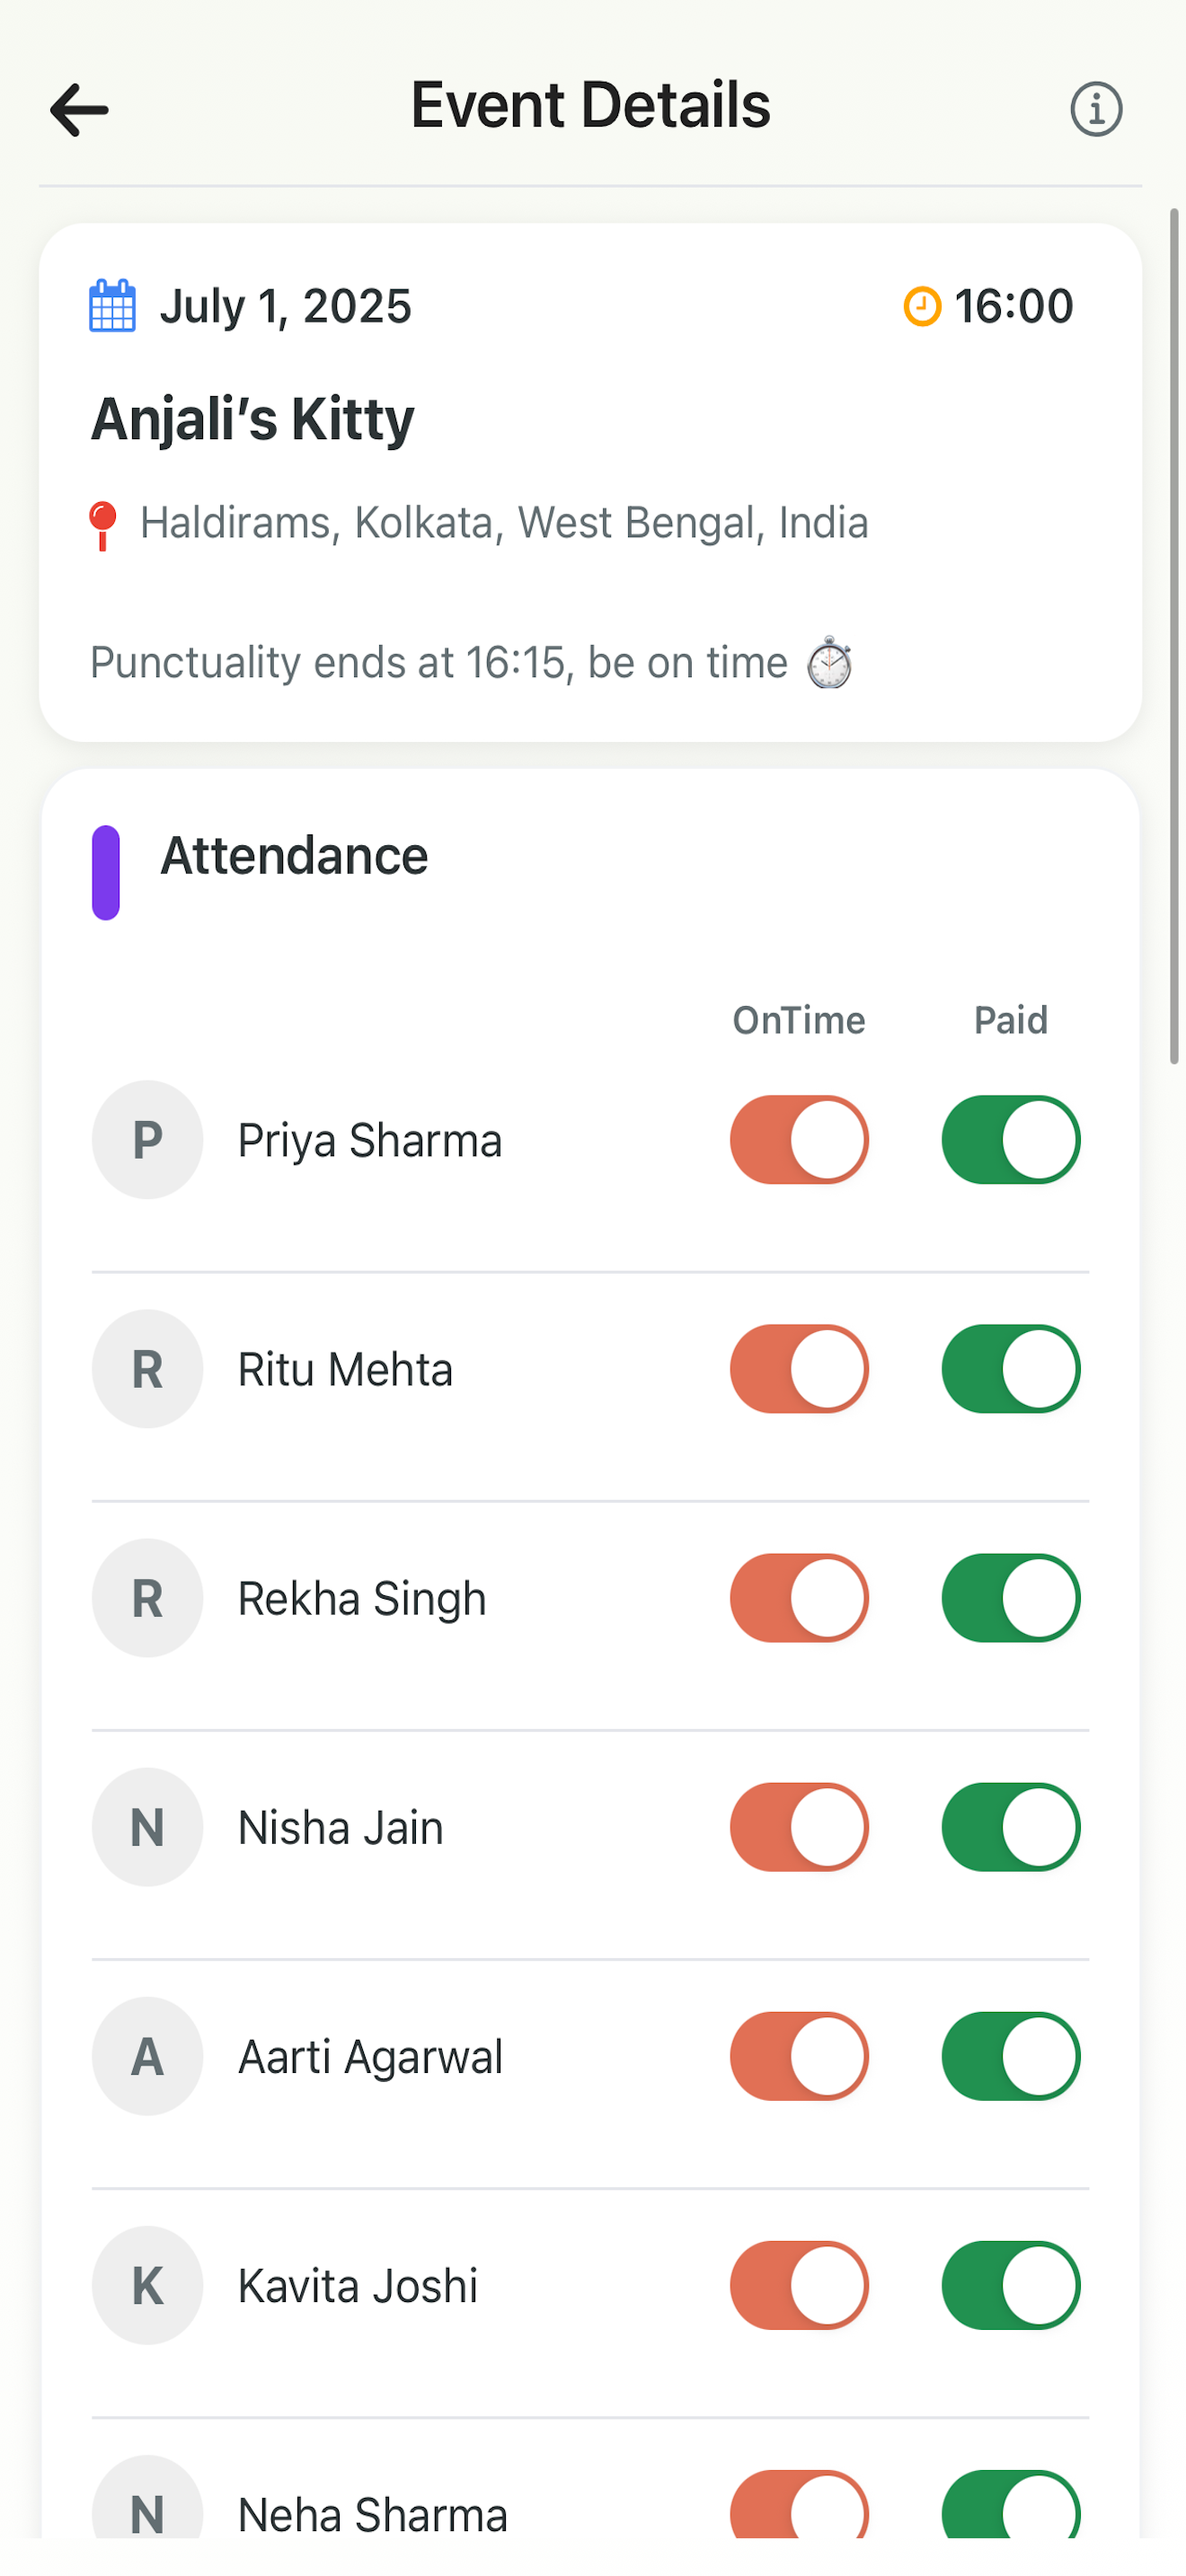 Event Details
July 1, 2025 16:00
Anjali’s Kitty
Haldirams, Kolkata, West Bengal, India
Punctuality ends at 16:15, be on time
Attendance
OnTime Paid
P Priya Sharma
R Ritu Mehta
R Rekha Singh
N Nisha Jain
A Aarti Agarwal
K Kavita Joshi
N Neha Sharma